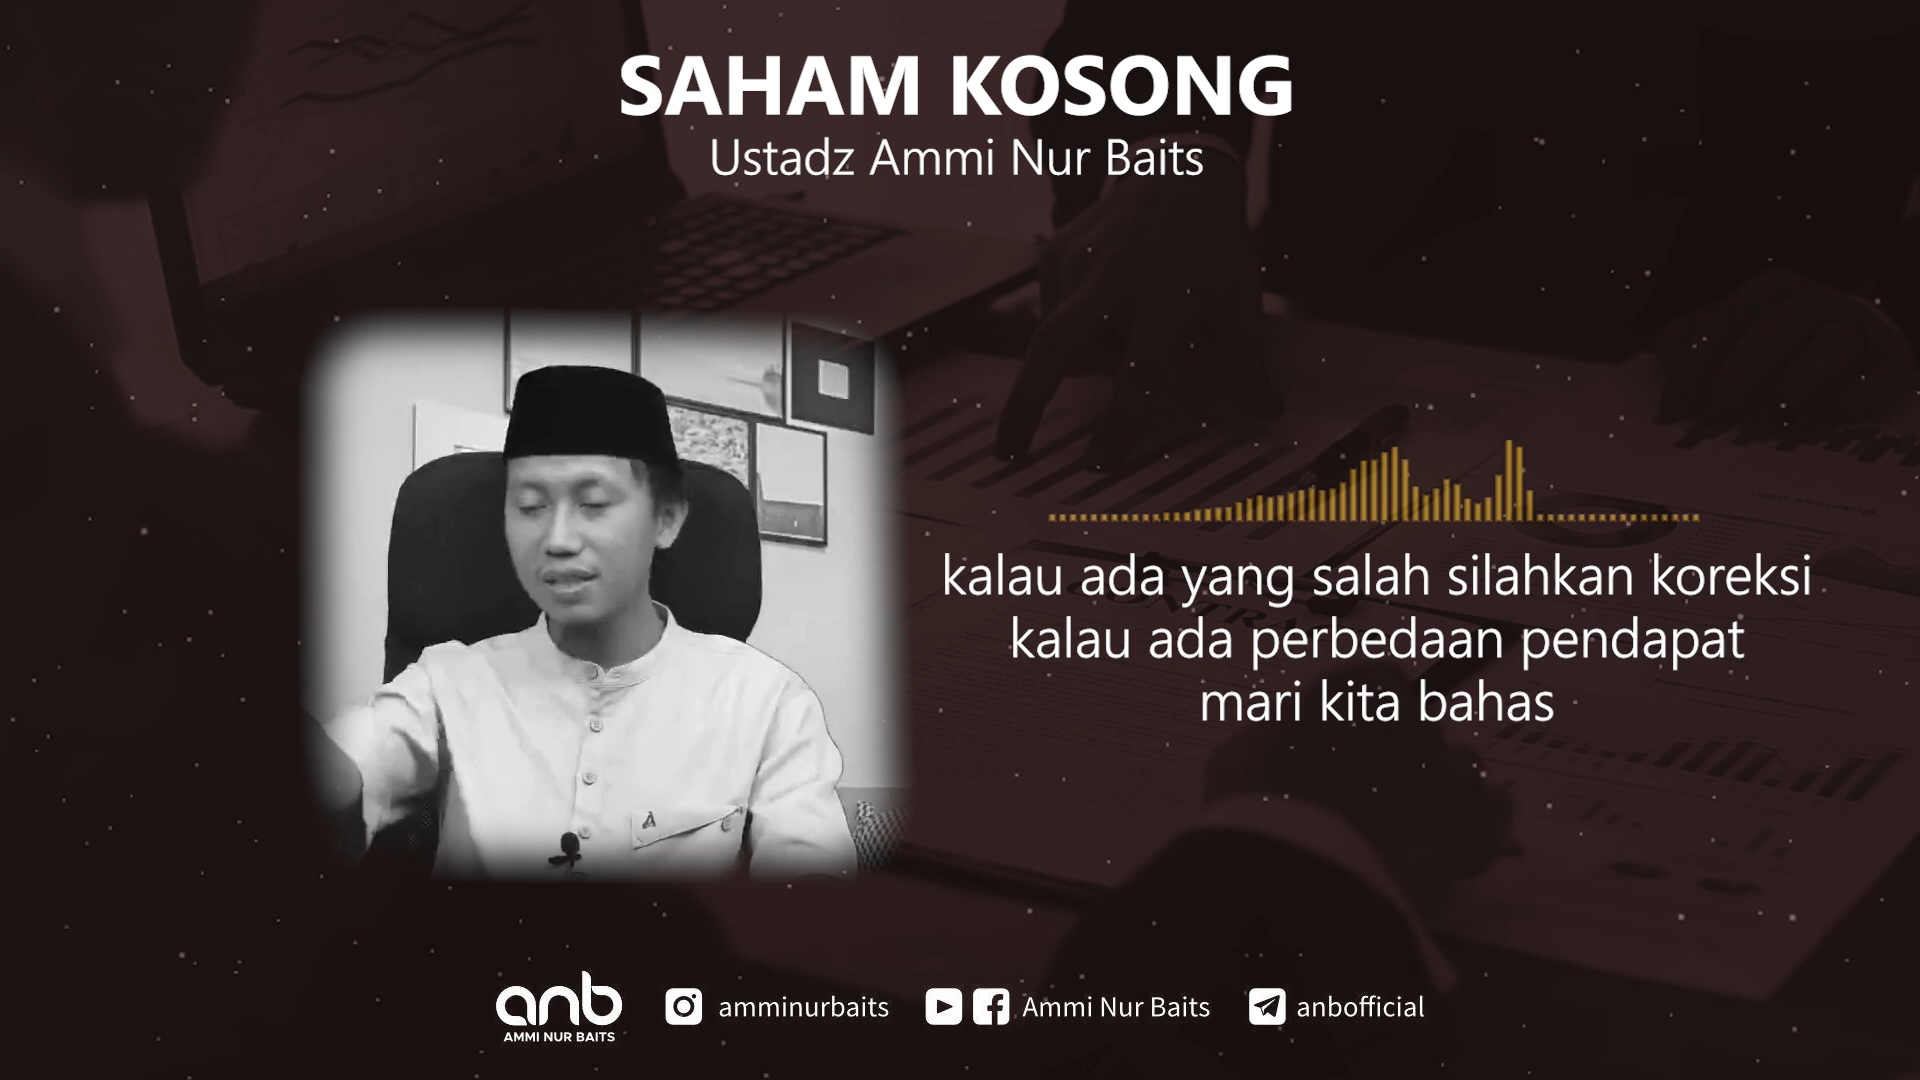 SAHAM KOSONG
Ustadz Ammi Nur Baits
kalau ada yang salah silahkan koreksi
kalau ada perbedaan pendapat
mari kita bahas
anb
AMMI NUR BAITS
amminurbaits
Ammi Nur Baits
anbofficial